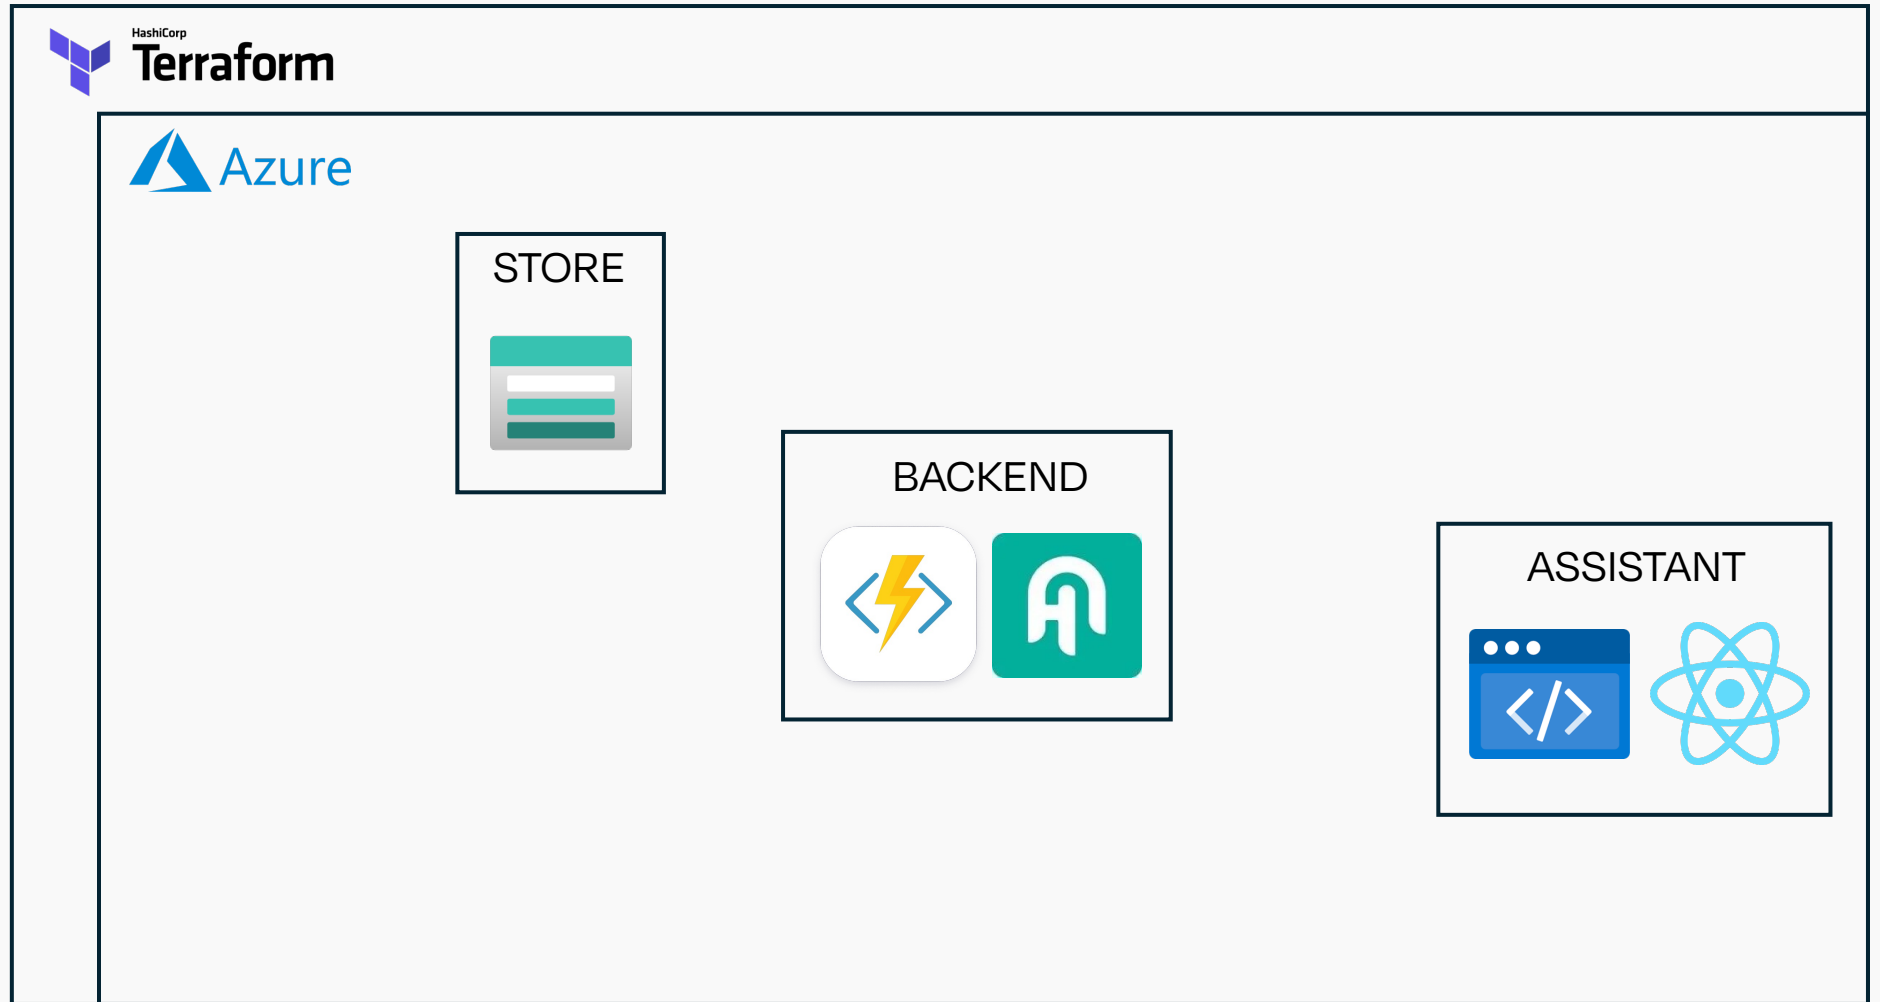 HashiCorp
Terraform
Azure
STORE
BACKEND
ASSISTANT